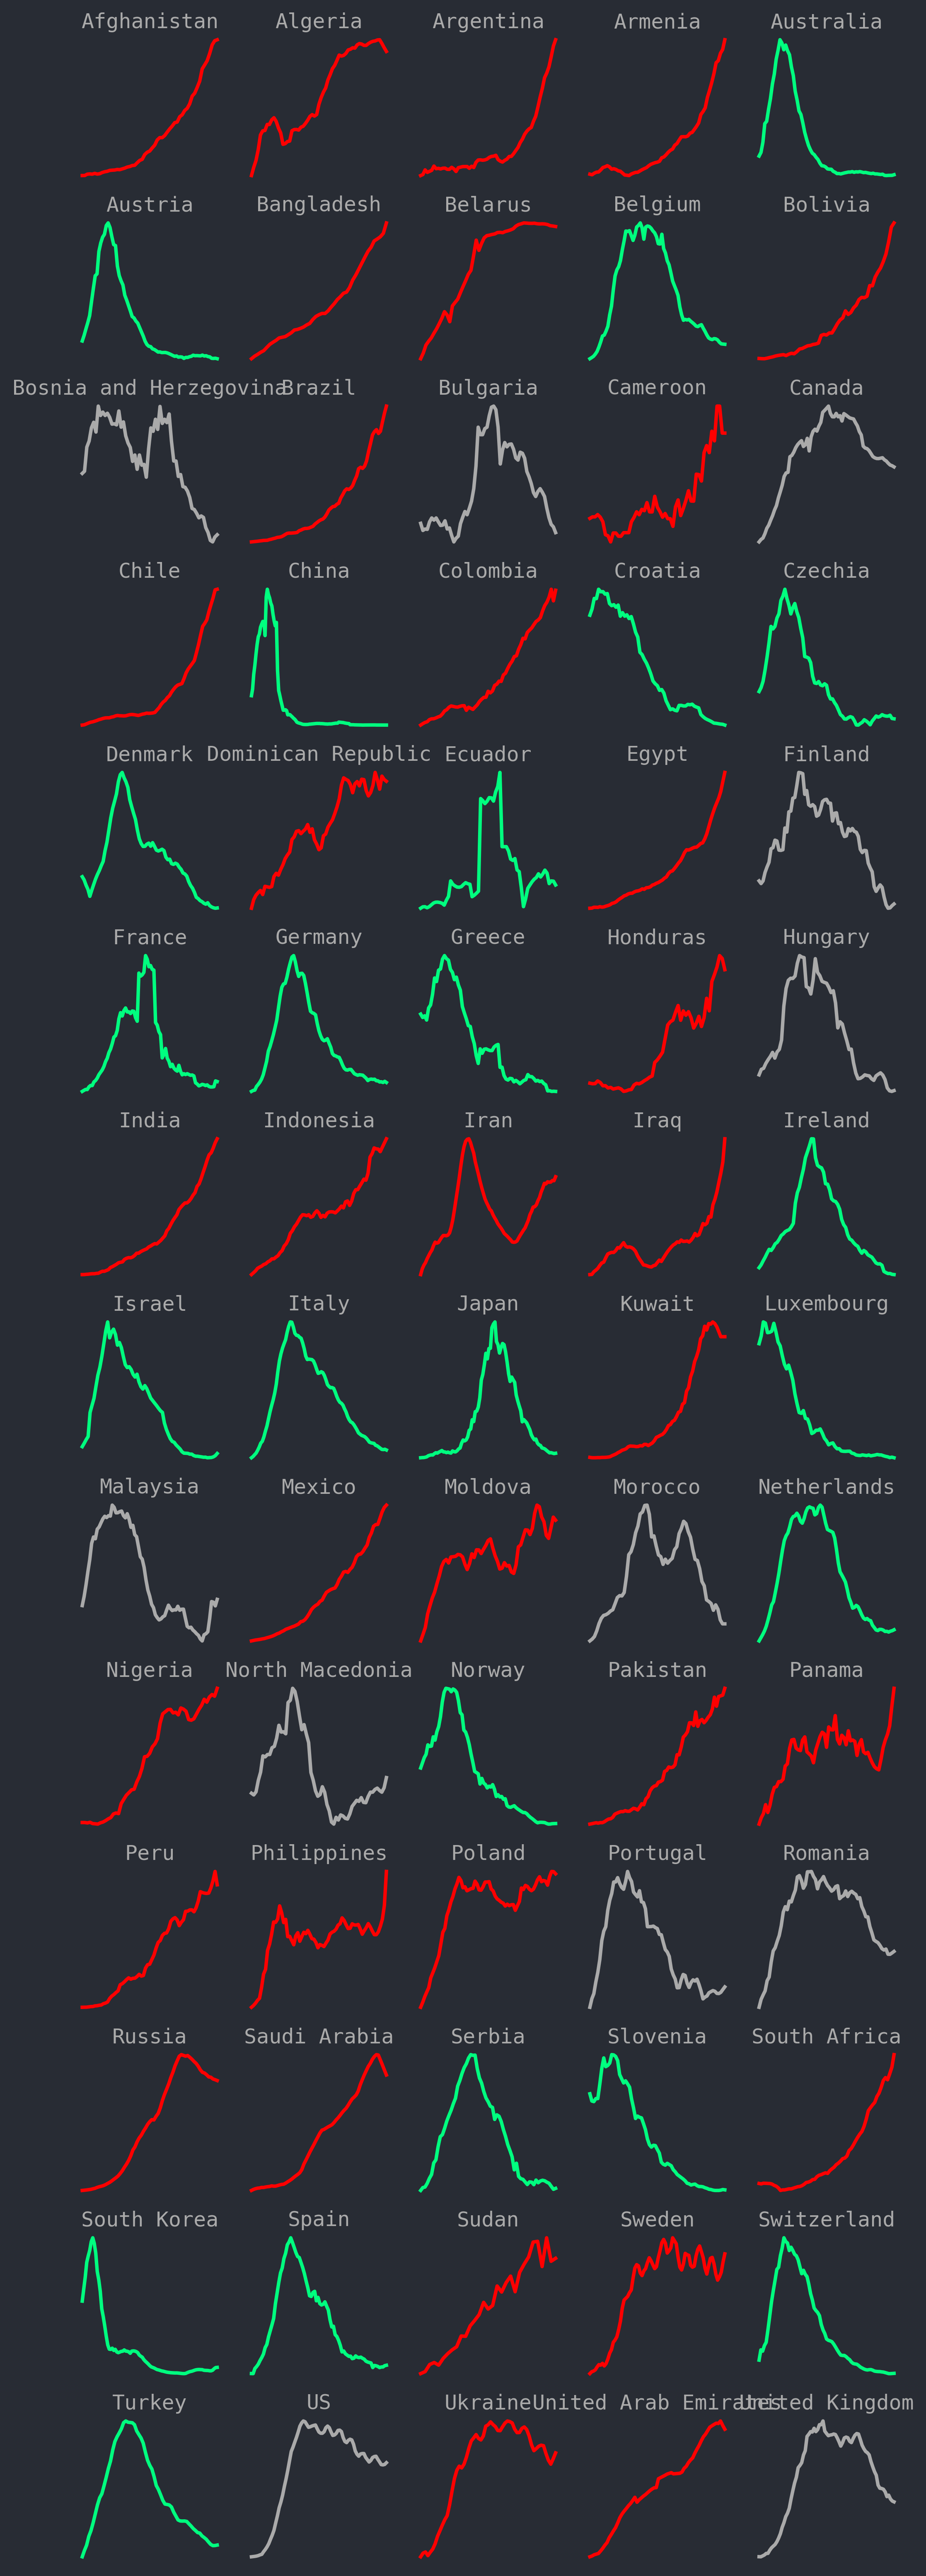 Afghanistan Algeria Argentina Armenia Australia
Austria Bangladesh Belarus Belgium Bolivia
Bosnia and Herzegovina Brazil Bulgaria Cameroon Canada
Chile China Colombia Croatia Czechia
Denmark Dominican Republic Ecuador Egypt Finland
France Germany Greece Honduras Hungary
India Indonesia Iran Iraq Ireland
Israel Italy Japan Kuwait Luxembourg
Malaysia Mexico Moldova Morocco Netherlands
Nigeria North Macedonia Norway Pakistan Panama
Peru Philippines Poland Portugal Romania
Russia Saudi Arabia Serbia Slovenia South Africa
South Korea Spain Sudan Sweden Switzerland
Turkey US Ukraine United Arab Emirates United Kingdom